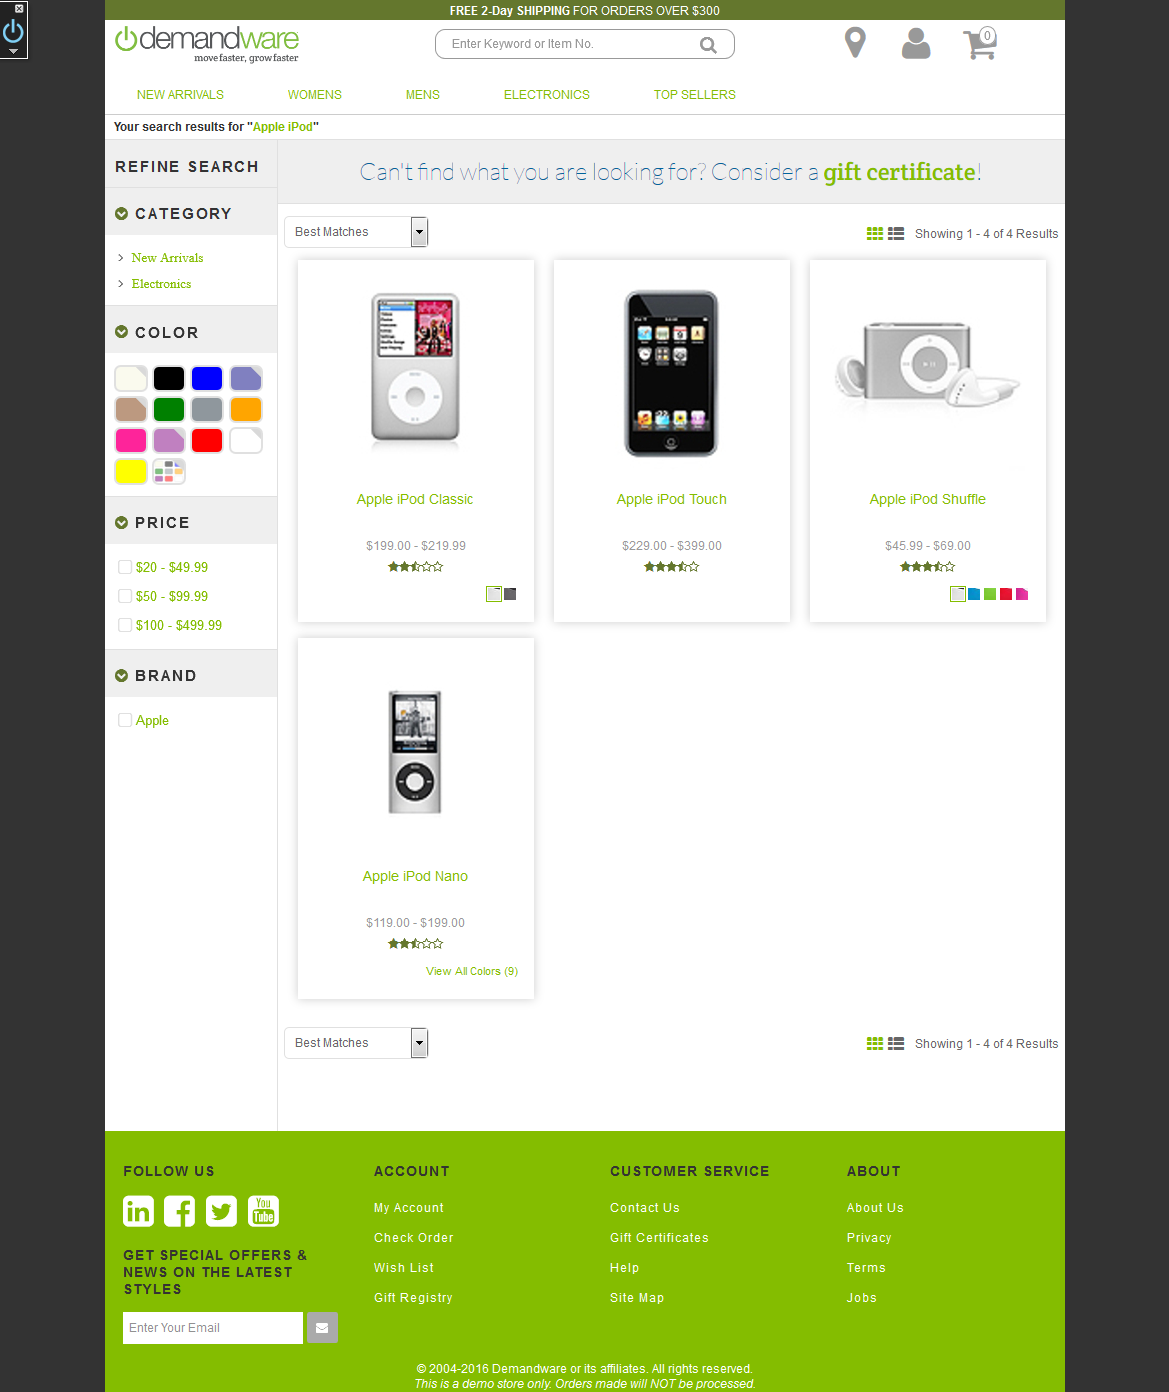 FREE 2-Day SHIPPING FOR ORDERS OVER $300
demandware
move faster, grow faster
Enter Keyword or Item No.
0
NEW ARRIVALS WOMENS MENS ELECTRONICS TOP SELLERS
Your search results for "Apple iPod"
REFINE SEARCH
Can't find what you are looking for? Consider a gift certificate!
CATEGORY
New Arrivals
Electronics
COLOR
PRICE
$20 - $49.99
$50 - $99.99
$100 - $499.99
BRAND
Apple
Best Matches
Showing 1 - 4 of 4 Results
Apple iPod Classic
$199.00 - $219.99
Apple iPod Touch
$229.00 - $399.00
Apple iPod Shuffle
$45.99 - $69.00
Apple iPod Nano
$119.00 - $199.00
View All Colors (9)
Best Matches
Showing 1 - 4 of 4 Results
FOLLOW US
in
You
Tube
GET SPECIAL OFFERS &
NEWS ON THE LATEST
STYLES
Enter Your Email
ACCOUNT
My Account
Check Order
Wish List
Gift Registry
CUSTOMER SERVICE
Contact Us
Gift Certificates
Help
Site Map
ABOUT
About Us
Privacy
Terms
Jobs
© 2004-2016 Demandware or its affiliates. All rights reserved.
This is a demo store only. Orders made will NOT be processed.